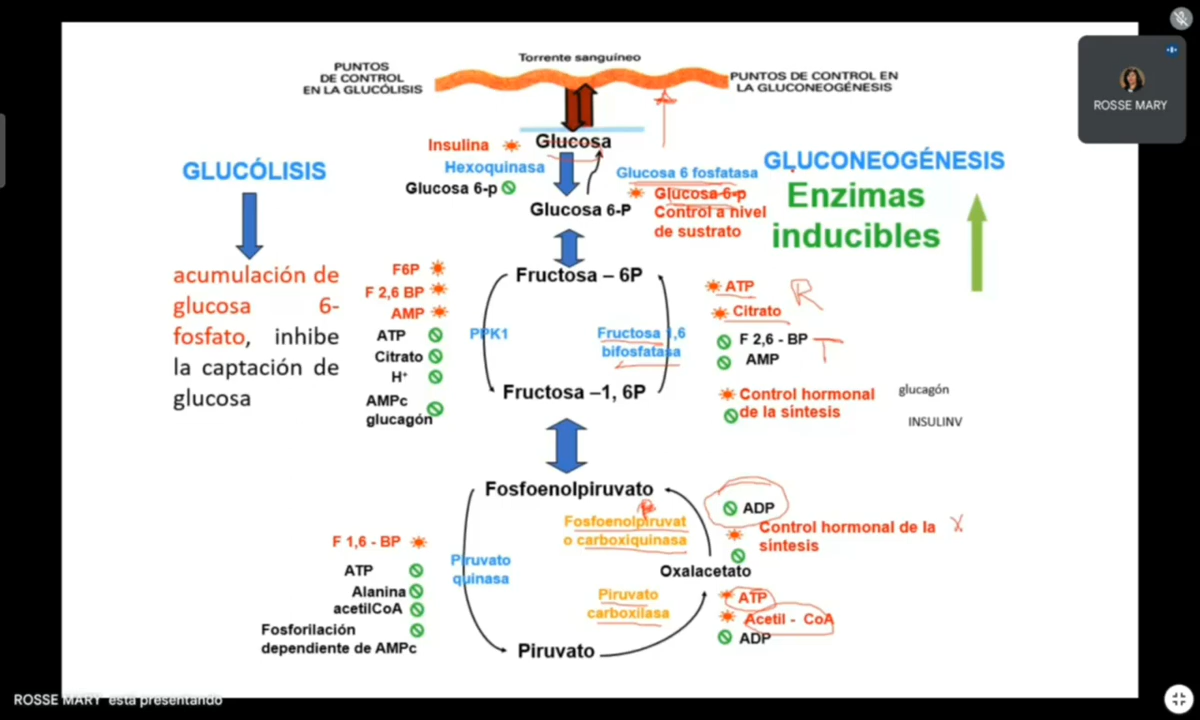 Torrente sanguíneo
PUNTOS
DE CONTROL
EN LA GLUCÓLISIS
PUNTOS DE CONTROL EN
LA GLUCONEOGÉNESIS
ROSSE MARY
Insulina
Glucosa
Hexoquinasa
Glucosa 6-p
Glucosa 6 fosfatasa
Glucosa 6-p
Control a nivel
de sustrato
Glucosa 6-P
GLUCÓLISIS
GLUCONEOGÉNESIS
Enzimas
inducibles
acumulación de
glucosa 6-
fosfato, inhibe
la captación de
glucosa
F6P
F 2,6 BP
AMP
ATP
Citrato
H+
AMPc
glucagón
Fructosa – 6P
PPK1
Fructosa 1,6
bifosfatasa
Fructosa –1, 6P
ATP
R
Citrato
F 2,6 - BP
AMP
T
Control hormonal
de la síntesis
glucagón
INSULINV
Fosfoenolpiruvato
ADP
Fosfoenolpiruvat
o carboxiquinasa
Control hormonal de la
síntesis
X
F 1,6 - BP
ATP
Alanina
acetilCoA
Fosforilación
dependiente de AMPc
Piruvato
quinasa
Oxalacetato
Piruvato
carboxilasa
ATP
Acetil - CoA
ADP
Piruvato
ROSSE MARY está presentando